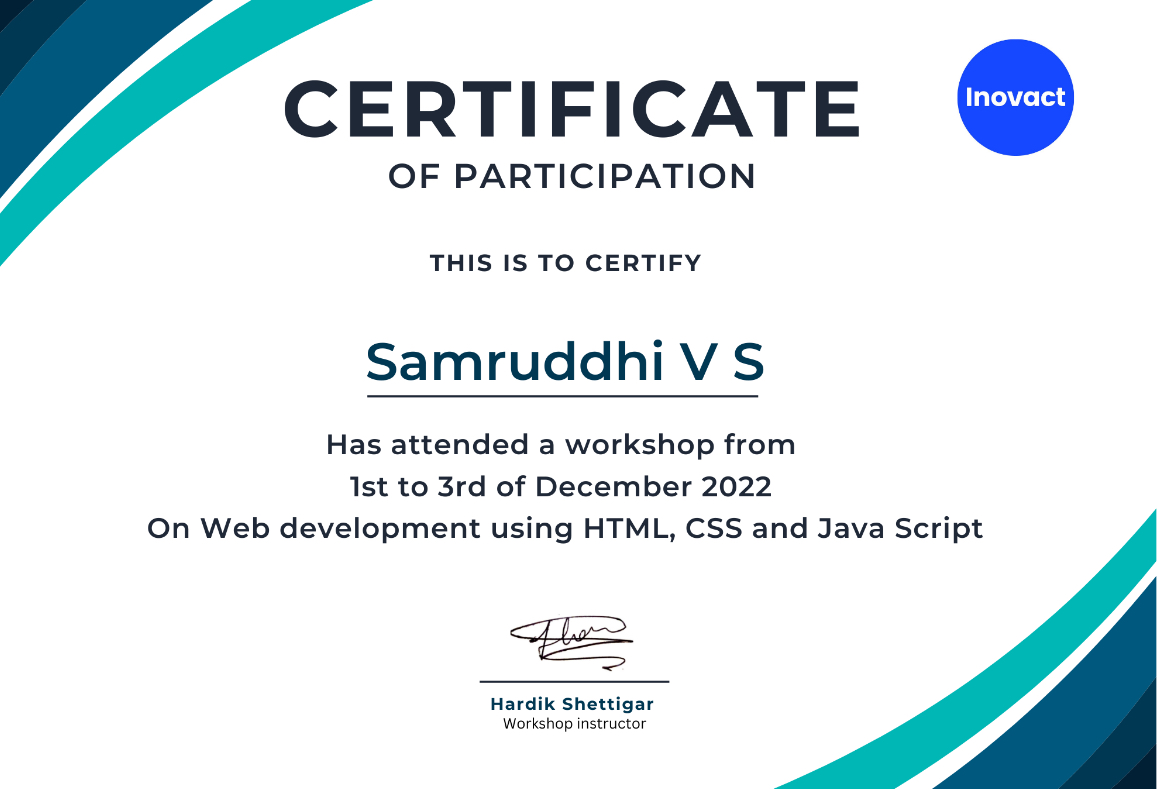 CERTIFICATE
Inovact
OF PARTICIPATION
THIS IS TO CERTIFY
Samruddhi V S
Has attended a workshop from
1st to 3rd of December 2022
On Web development using HTML, CSS and Java Script
Hardik Shettigar
Workshop instructor